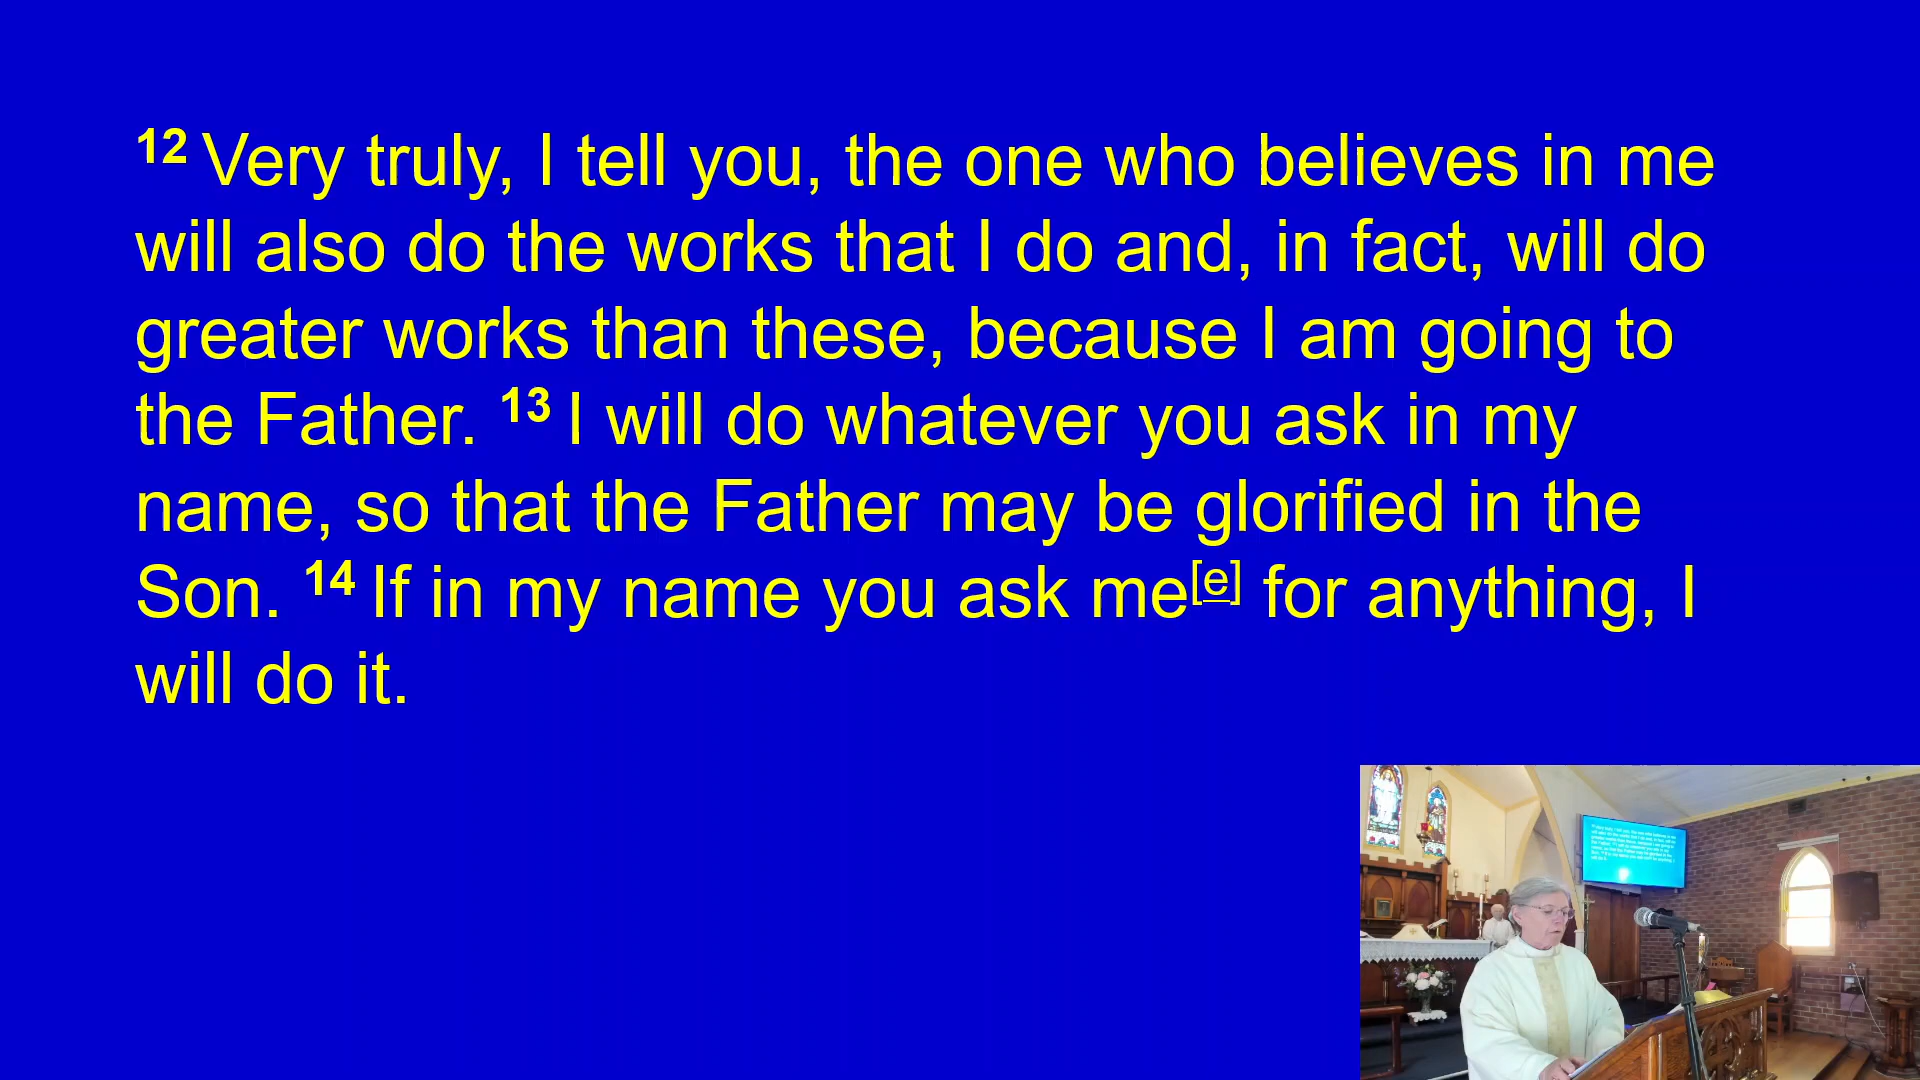 12 Very truly, I tell you, the one who believes in me
will also do the works that I do and, in fact, will do
greater works than these, because I am going to
the Father. 13 I will do whatever you ask in my
name, so that the Father may be glorified in the
Son. 14 If in my name you ask me[e] for anything, I
will do it.